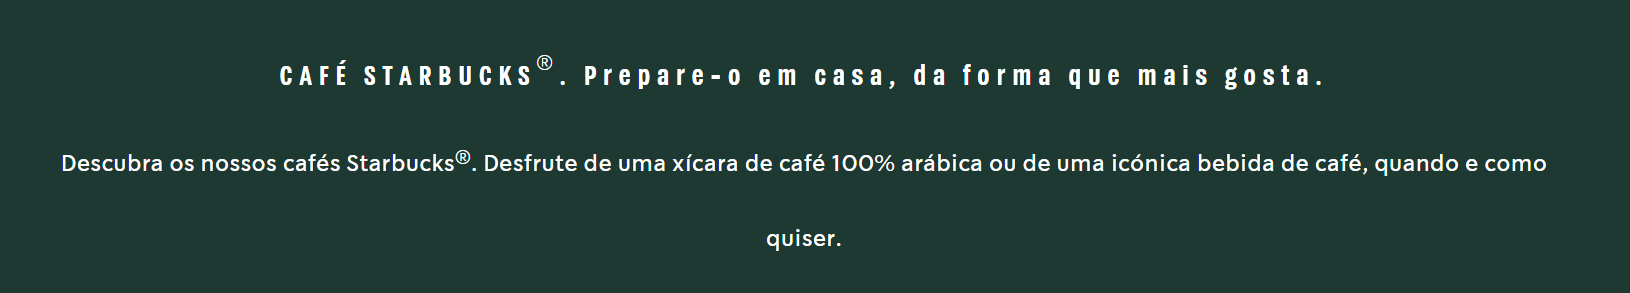 CAFÉ STARBUCKS®. Prepare-o em casa, da forma que mais gosta.
Descubra os nossos cafés Starbucks®. Desfrute de uma xícara de café 100% arábica ou de uma icónica bebida de café, quando e como
quiser.